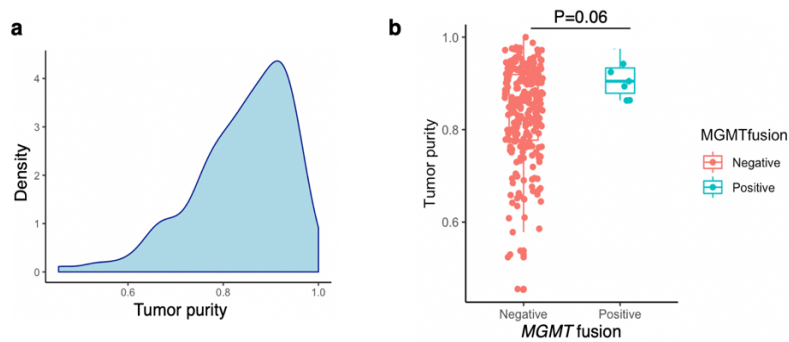 a
4
3
2
1
0
Density
0.6 0.8 1.0
Tumor purity
b
P=0.06
1.0
0.8
0.6
Tumor purity
Negative Positive
MGMT fusion
MGMTfusion
Negative
Positive